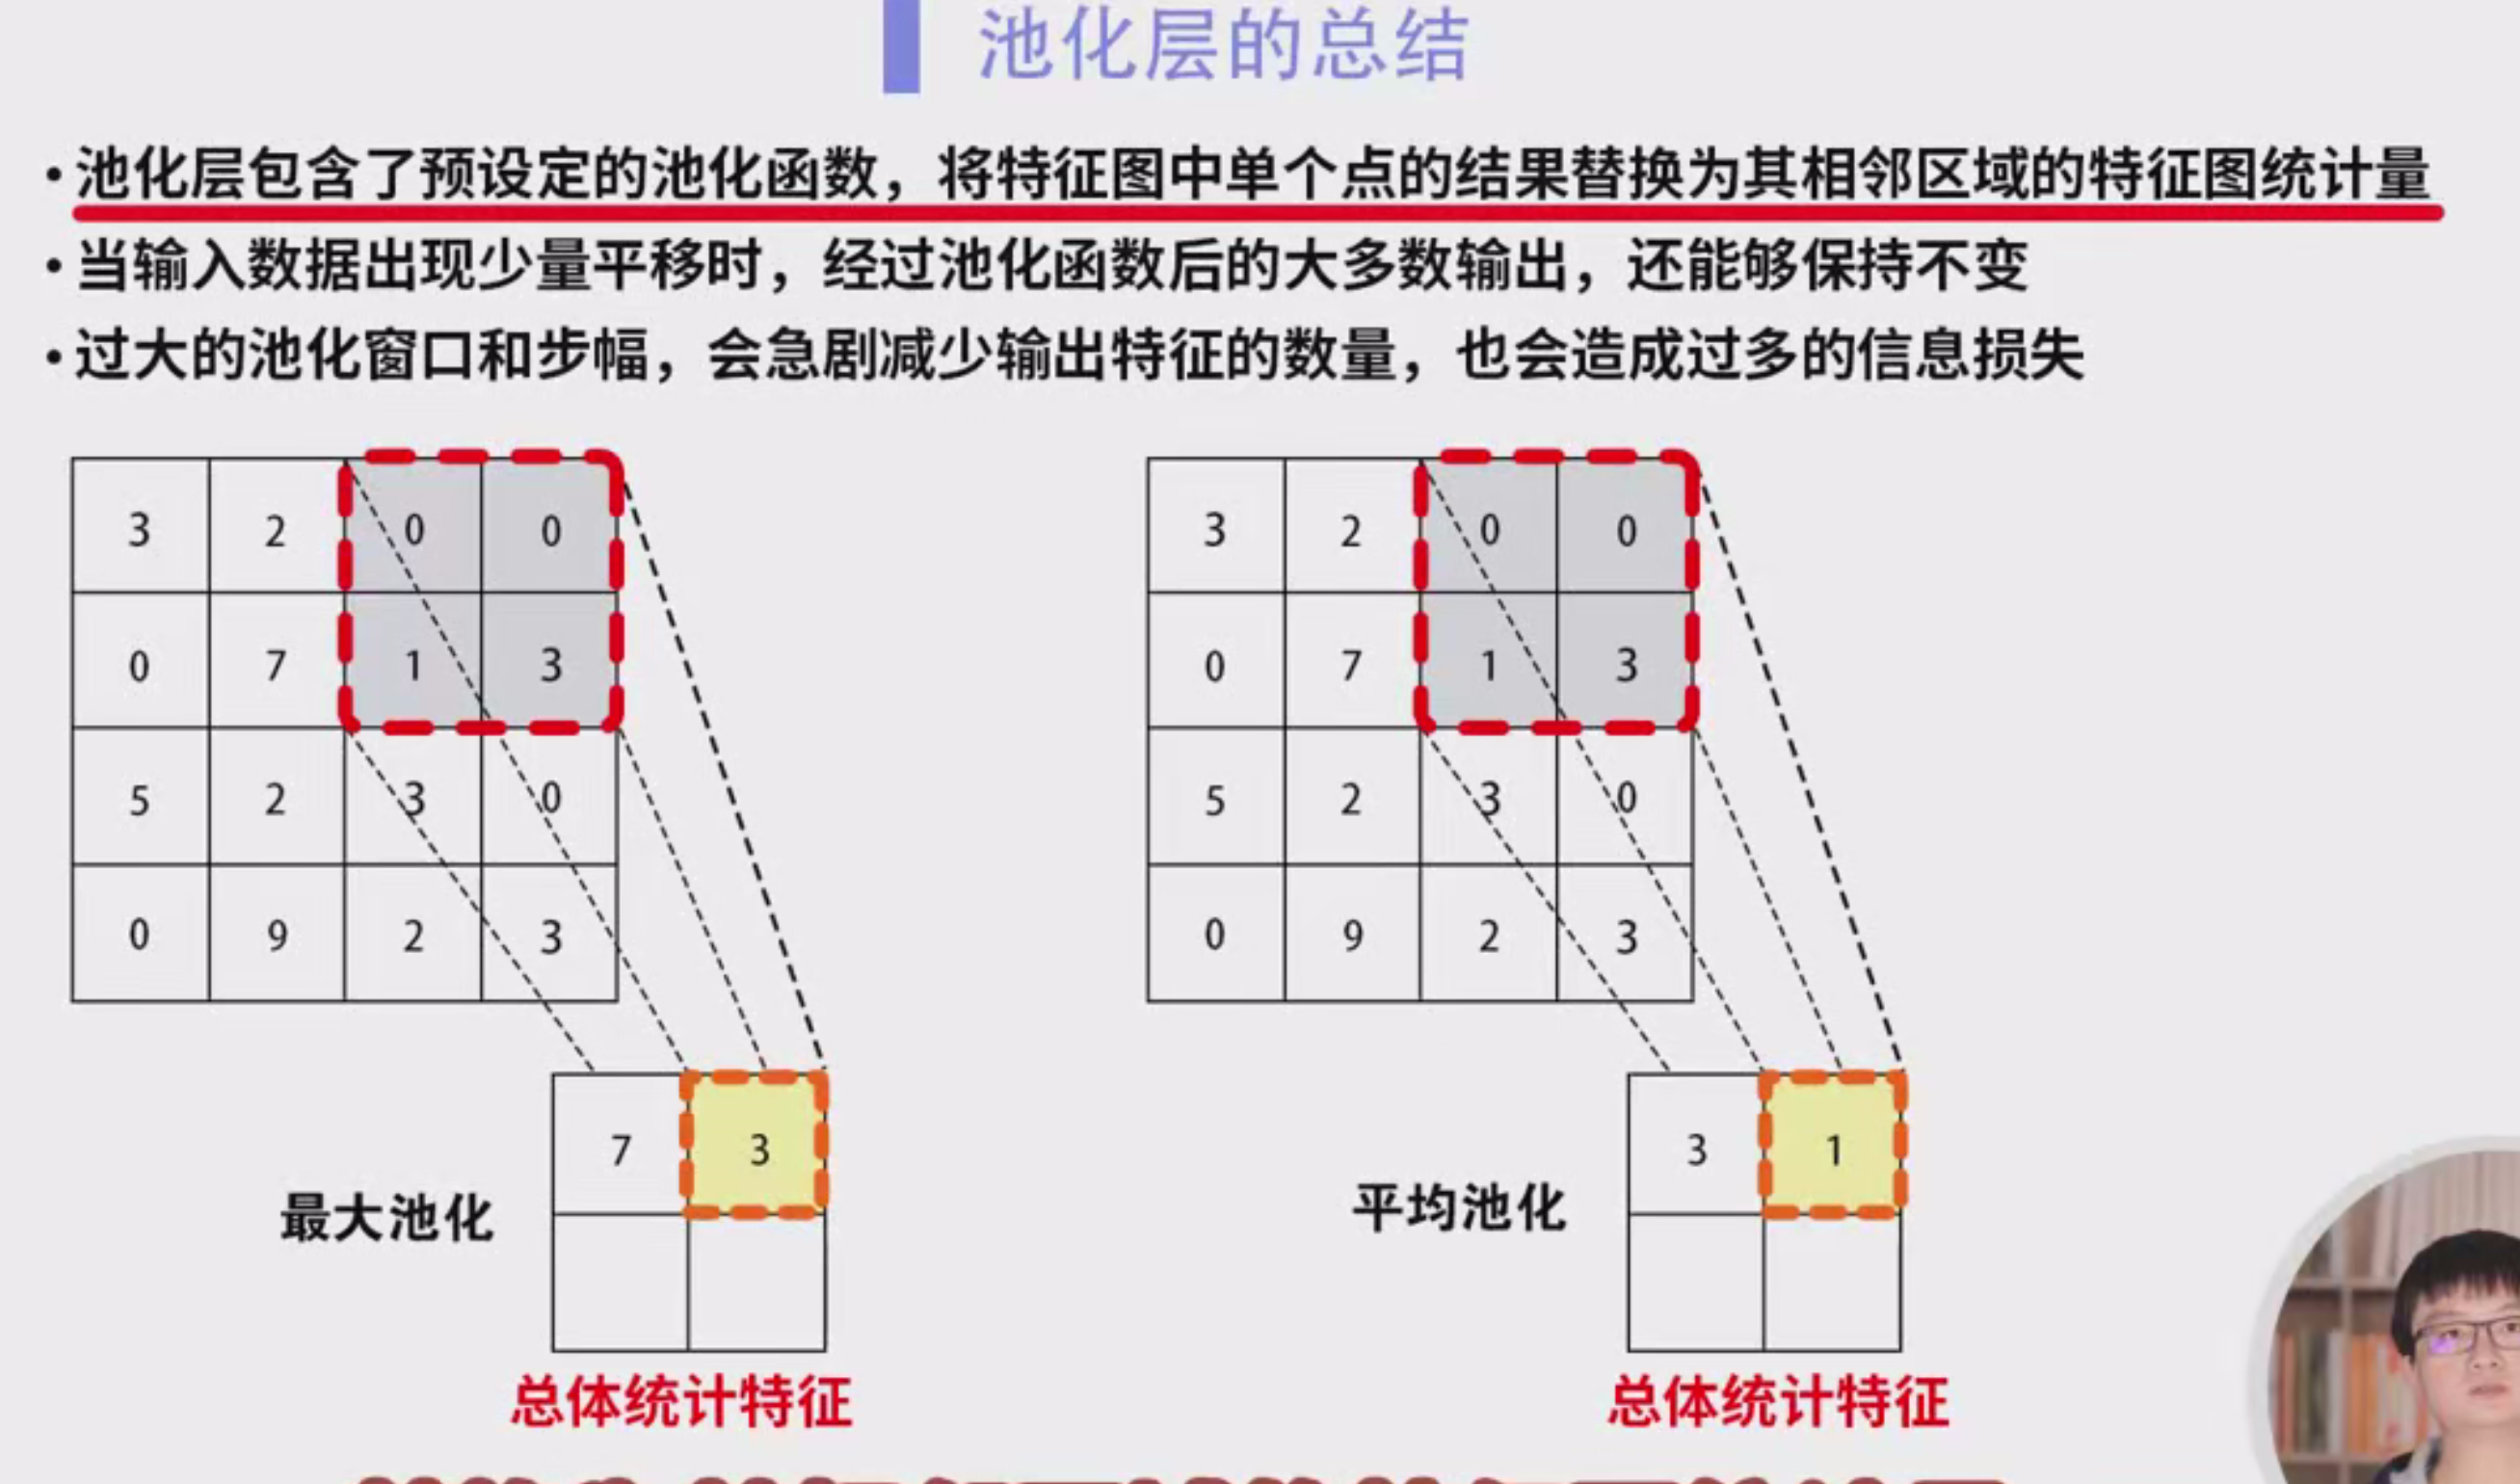 池化层的总结
•池化层包含了预设定的池化函数，将特征图中单个点的结果替换为其相邻区域的特征图统计量
•当输入数据出现少量平移时，经过池化函数后的大多数输出，还能够保持不变
•过大的池化窗口和步幅，会急剧减少输出特征的数量，也会造成过多的信息损失
3 2 0 0
0 7 1 3
5 2 3 0
0 9 2 3
7 3
最大池化
总体统计特征
3 2 0 0
0 7 1 3
5 2 3 0
0 9 2 3
3 1
平均池化
总体统计特征